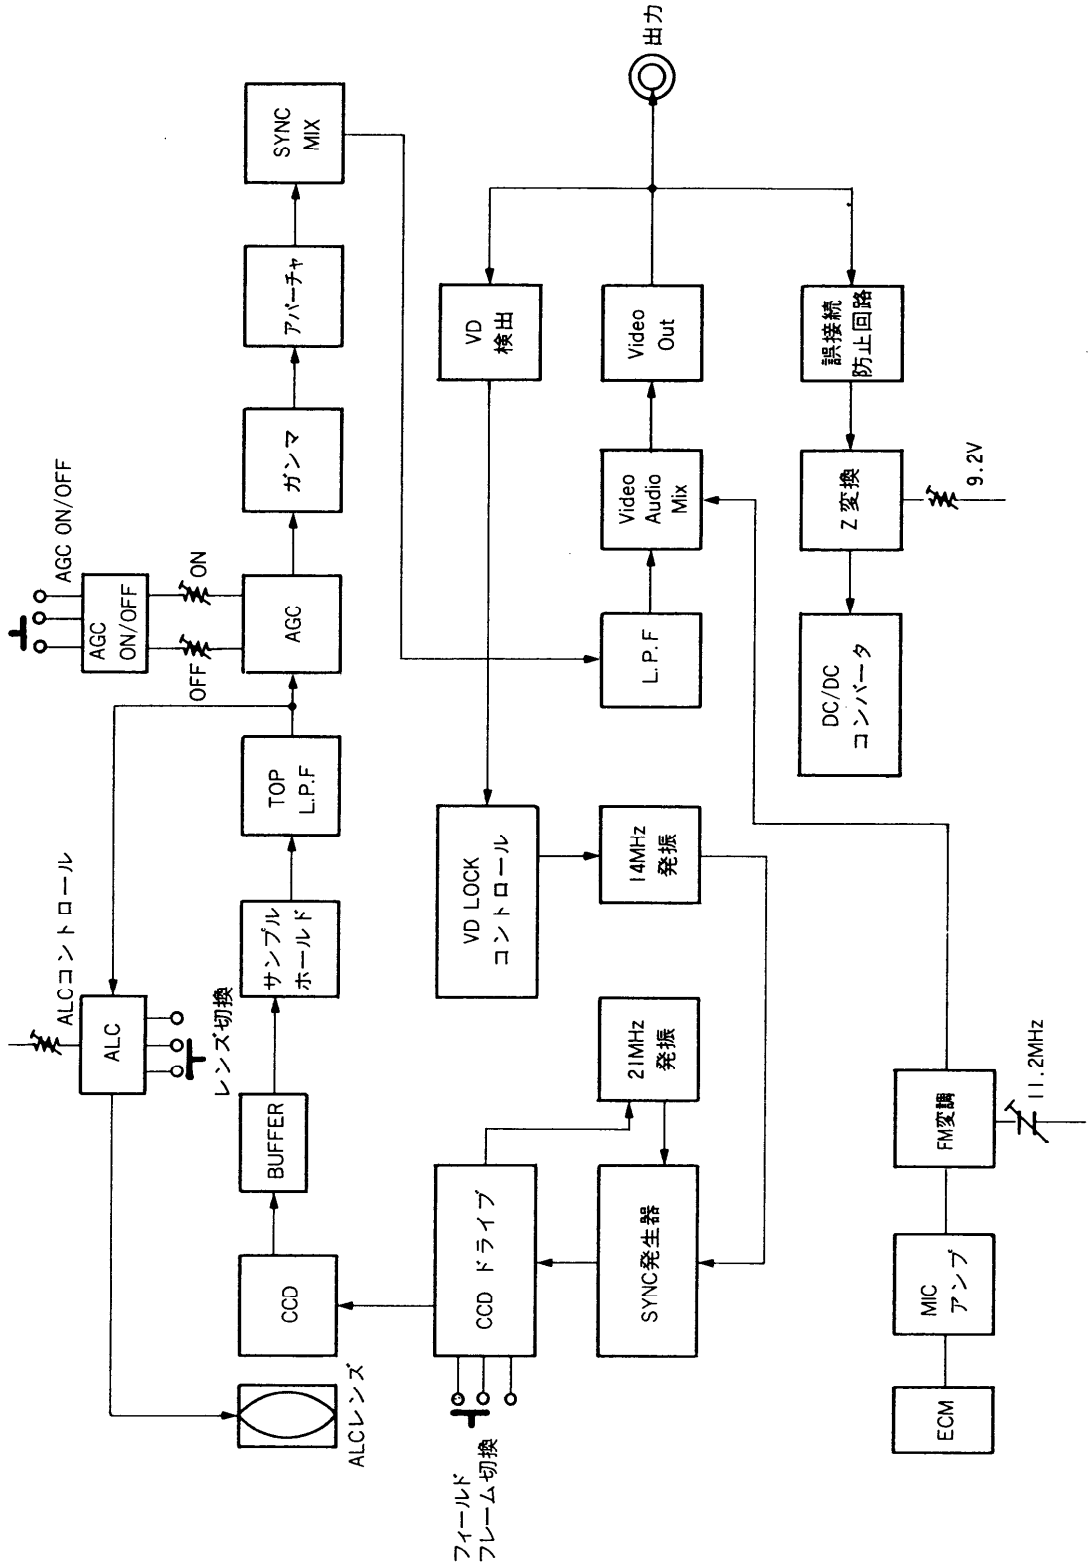 AGC ON/OFF
AGC
ON/OFF
OFF
ON
ALCコントロール
ALC
レンズ切換
ALCレンズ
CCD
BUFFER
サンプル
ホールド
TOP
L.P.F
AGC
ガンマ
アパーチャ
SYNC
MIX
フィールド
フレーム切換
CCD ドライブ
VD LOCK
コントロール
VD
検出
SYNC発生器
21MHz
発振
14MHz
発振
L.P.F
Video
Audio
Mix
Video
Out
出力
DC/DC
コンバータ
Z 変換
9.2V
誤接続
防止回路
ECM
MIC
アンプ
FM変調
11.2MHz